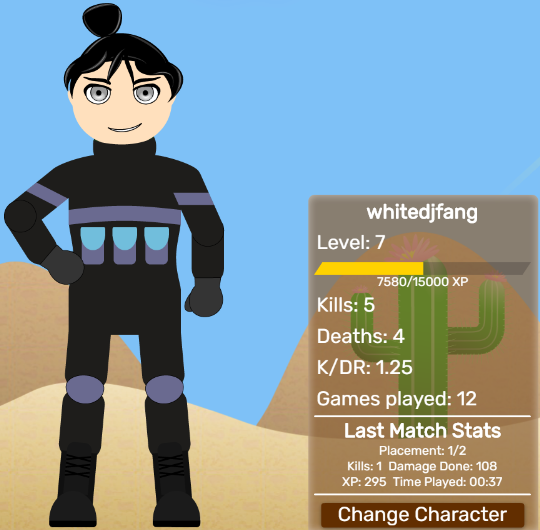 whitedjfang
Level: 7
7580/15000 XP
Kills: 5
Deaths: 4
K/DR: 1.25
Games played: 12
Last Match Stats
Placement: 1/2
Kills: 1 Damage Done: 108
XP: 295 Time Played: 00:37
Change Character